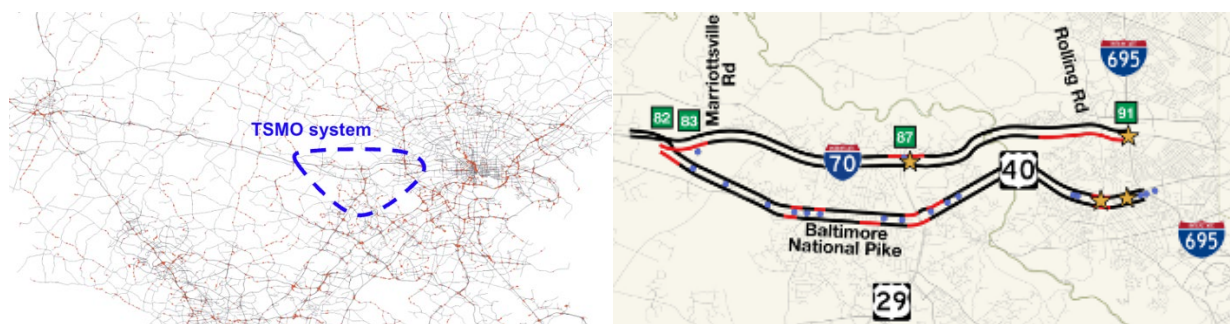 TSMO system
Marriottsville
Rd
Rolling Rd
695
82
83
91
87
70
40
Baltimore
National Pike
695
29